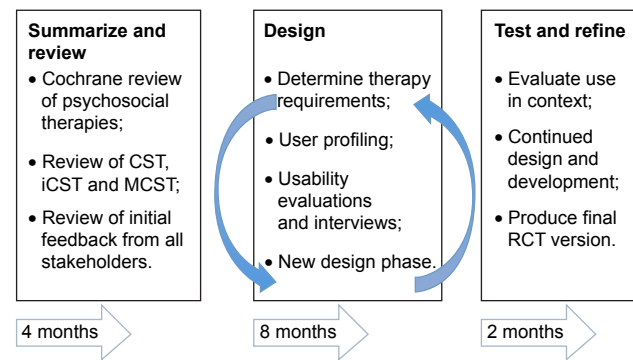 Summarize and
review
• Cochrane review
of psychosocial
therapies;
• Review of CST,
iCST and MCST;
• Review of initial
feedback from all
stakeholders.
4 months
Design
• Determine therapy
requirements;
• User profiling;
• Usability
evaluations
and interviews;
• New design phase.
8 months
Test and refine
• Evaluate use
in context;
• Continued
design and
development;
• Produce final
RCT version.
2 months